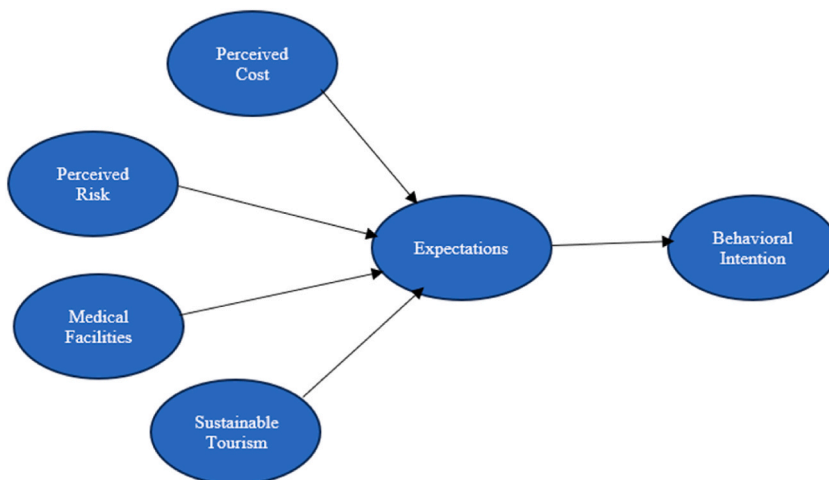 Perceived
Cost
Perceived
Risk
Expectations
Behavioral
Intention
Medical
Facilities
Sustainable
Tourism